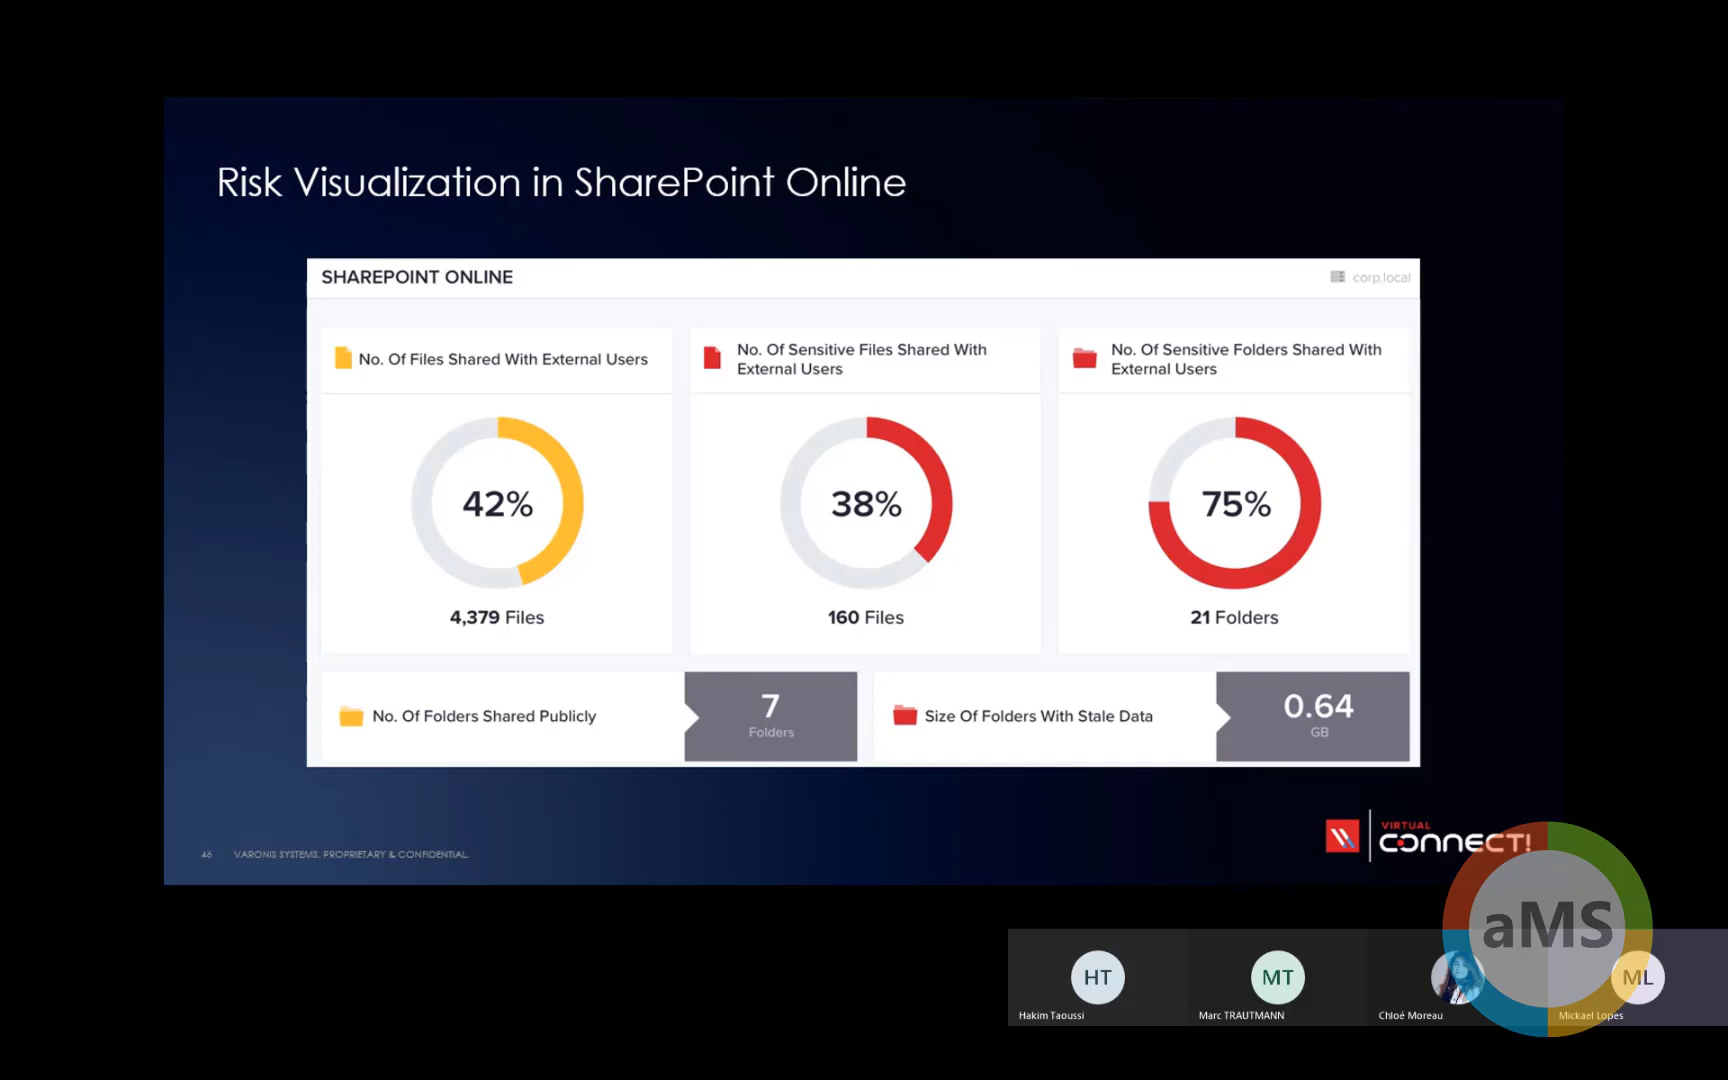 Risk Visualization in SharePoint Online
SHAREPOINT ONLINE
corp.local
No. Of Files Shared With External Users
42%
4,379 Files
No. Of Sensitive Files Shared With
External Users
38%
160 Files
No. Of Sensitive Folders Shared With
External Users
75%
21 Folders
No. Of Folders Shared Publicly
7
Folders
Size Of Folders With Stale Data
0.64
GB
46
VARONIS SYSTEMS. PROPRIETARY & CONFIDENTIAL.
VIRTUAL
CONNECT!
aMS
HT
Hakim Taoussi
MT
Marc TRAUTMANN
Chloé Moreau
ML
Mickael Lopes